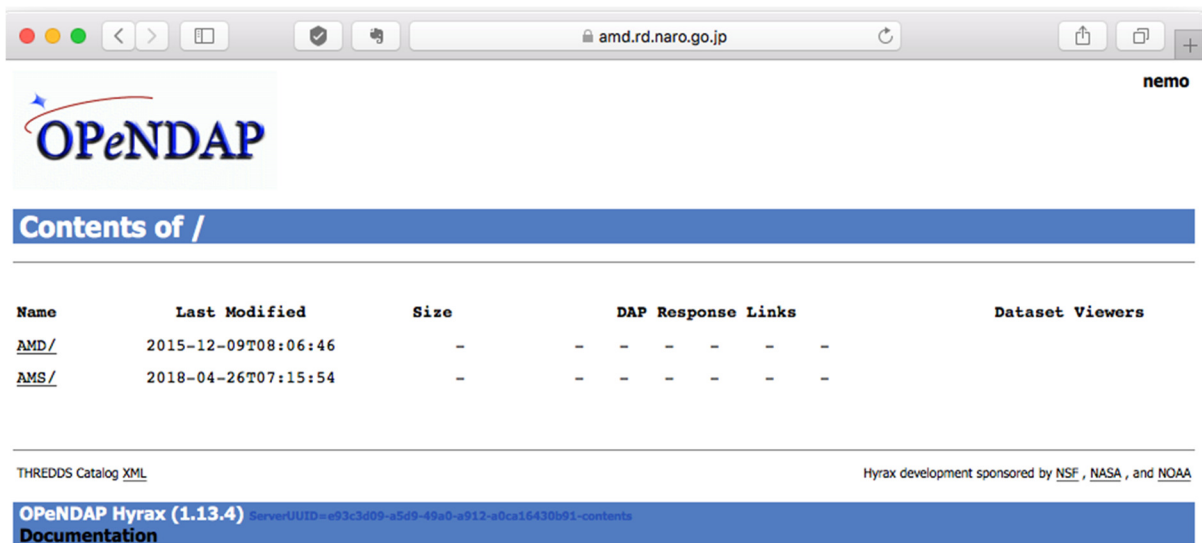 amd.rd.naro.go.jp
nemo
OPeNDAP
Contents of /
Name Last Modified Size DAP Response Links Dataset Viewers
AMD/ 2015-12-09T08:06:46 - - - - - - -
AMS/ 2018-04-26T07:15:54 - - - - - - -
THREDDS Catalog XML Hyrax development sponsored by NSF , NASA , and NOAA
OPeNDAP Hyrax (1.13.4) ServerUUID=e93c3d09-a5d9-49a0-a912-a0ca16430b91-contents
Documentation